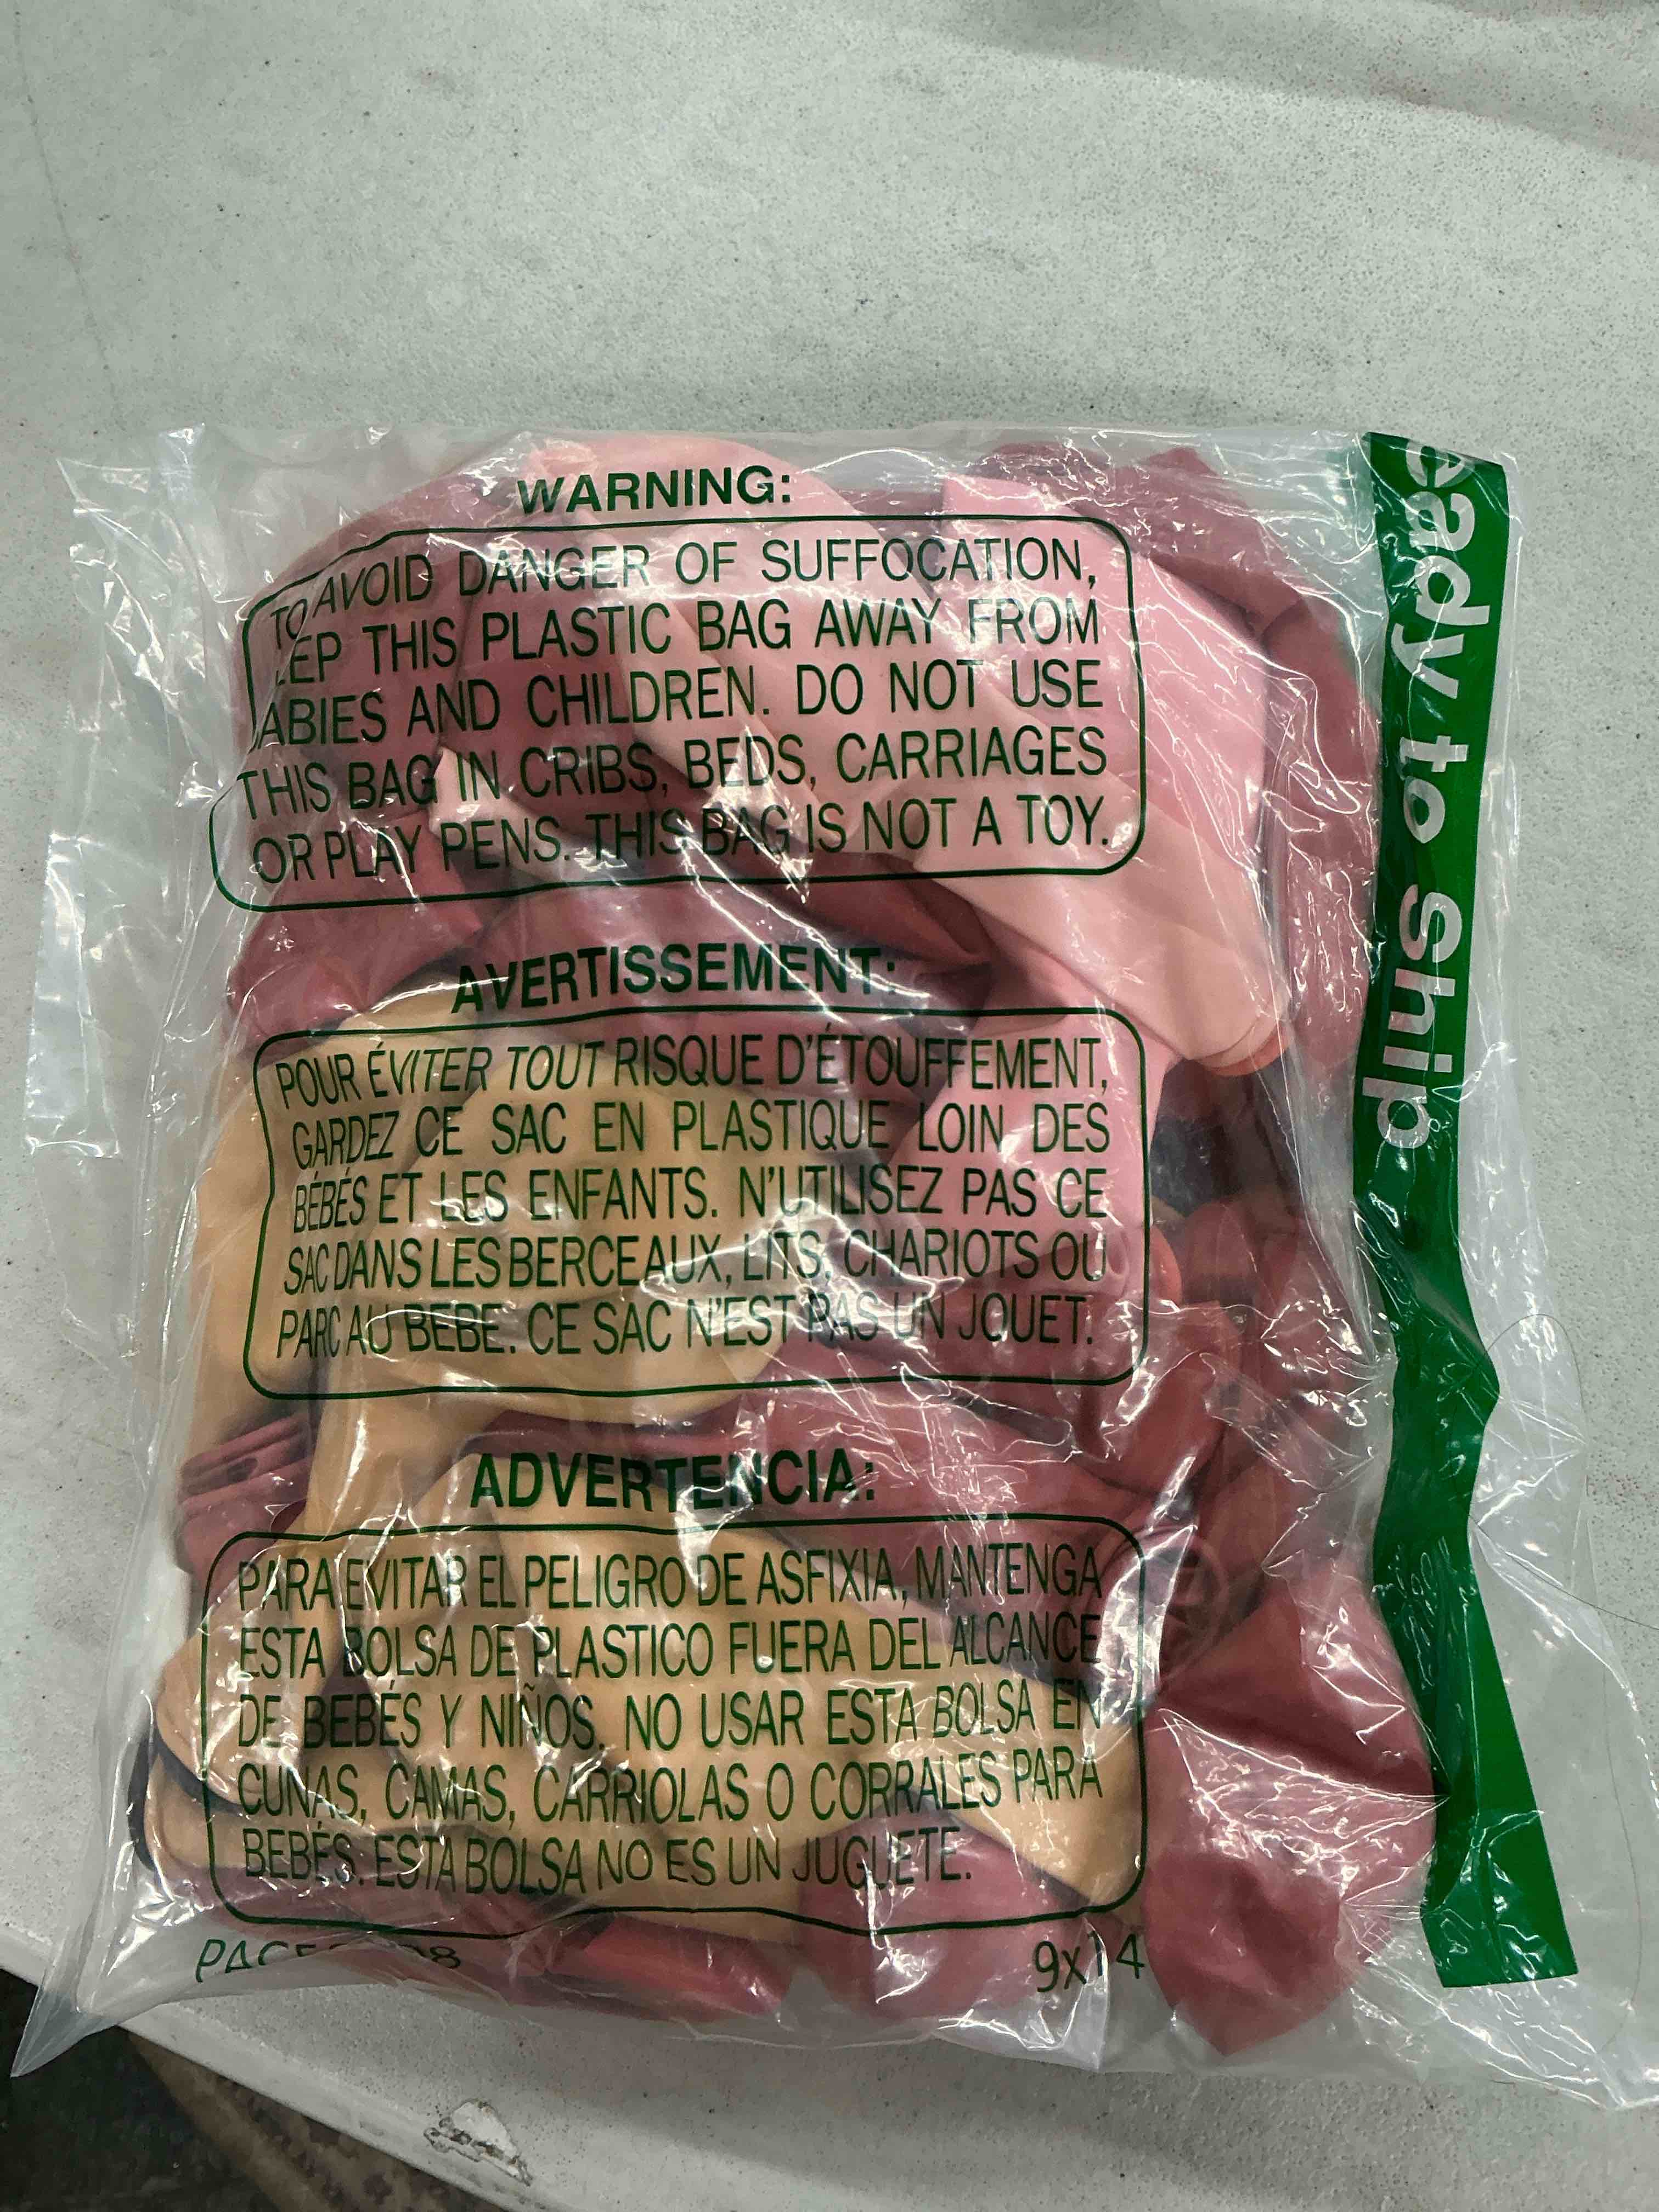 WARNING:
TO AVOID DANGER OF SUFFOCATION,
EP THIS PLASTIC BAG AWAY FROM
ABIES AND CHILDREN. DO NOT USE
THIS BAG IN CRIBS, BEDS, CARRIAGES
OR PLAY PENS. THIS BAG IS NOT A TOY.
AVERTISSEMENT:
POUR ÉVITER TOUT RISQUE D'ÉTOUFFEMENT,
GARDEZ CE SAC EN PLASTIQUE LOIN DES
BÉBÉS ET LES ENFANTS. N'UTILISEZ PAS CE
SAC DANS LES BERCEAUX, LITS, CHARIOTS OU
PARC AU BEBE. CE SAC N'EST PAS UN JOUET.
ADVERTENCIA:
PARA EVITAR EL PELIGRO DE ASFIXIA, MANTENGA
ESTA BOLSA DE PLASTICO FUERA DEL ALCANCE
DE BEBÉS Y NIÑOS. NO USAR ESTA BOLSA EN
CUNAS, CAMAS, CARRIOLAS O CORRALES PARA
BEBÉS. ESTA BOLSA NO ES UN JUGUETE.
9x14
eady to Ship